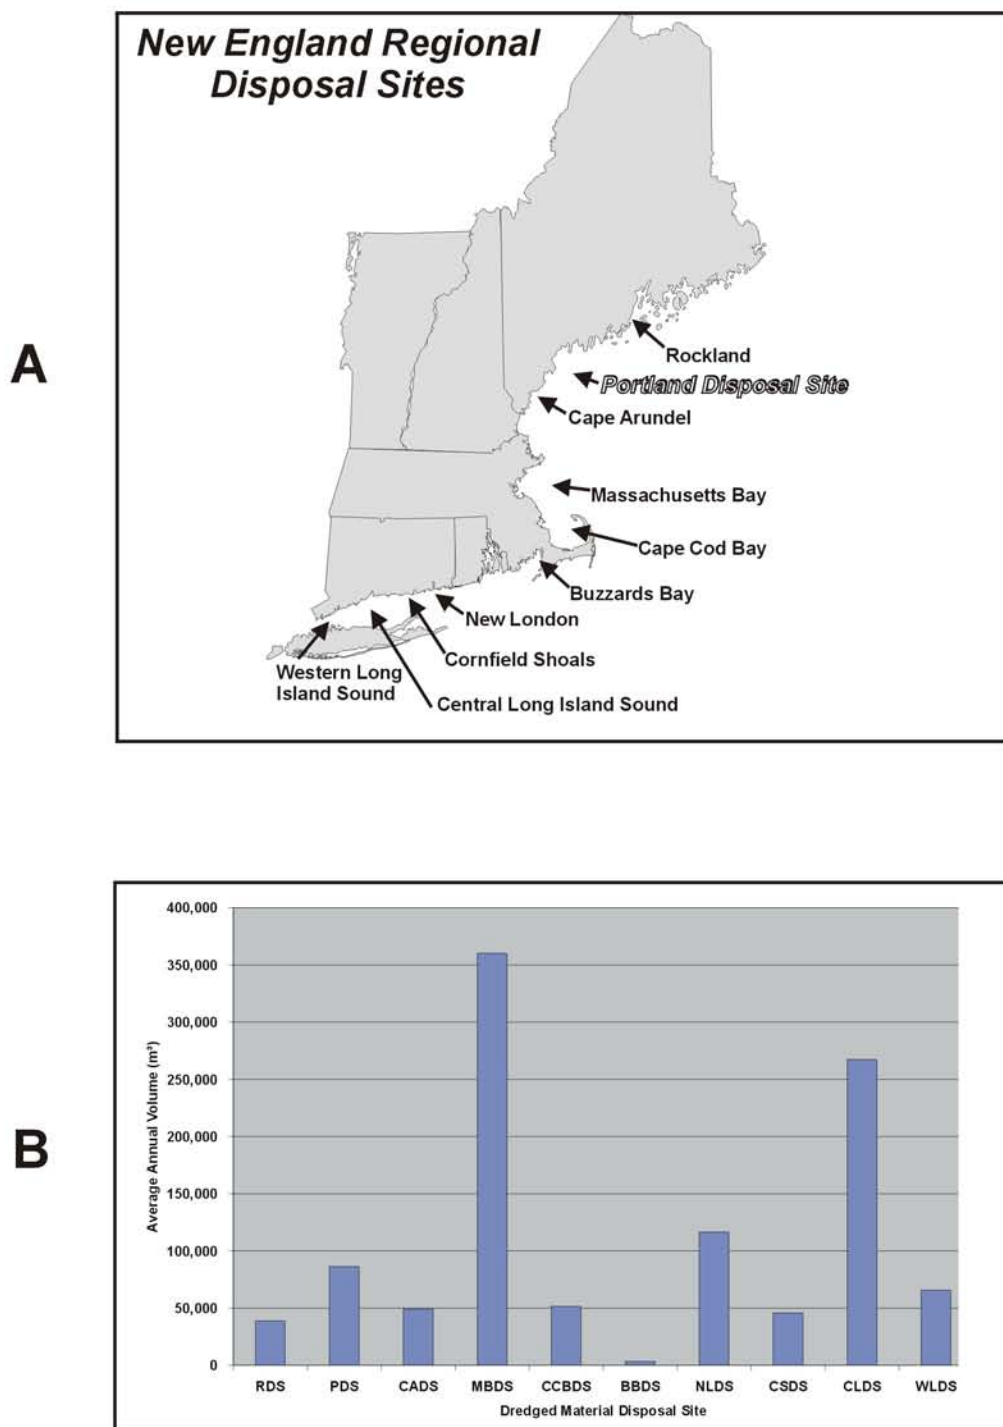 A
New England Regional
Disposal Sites
Rockland
Portland Disposal Site
Cape Arundel
Massachusetts Bay
Cape Cod Bay
Buzzards Bay
New London
Cornfield Shoals
Western Long
Island Sound
Central Long Island Sound
B
400,000
350,000
300,000
250,000
200,000
150,000
100,000
50,000
0
Average Annual Volume (m³)
RDS PDS CADS MBDS CCBDS BBDS NLDS CSDS CLDS WLDS
Dredged Material Disposal Site